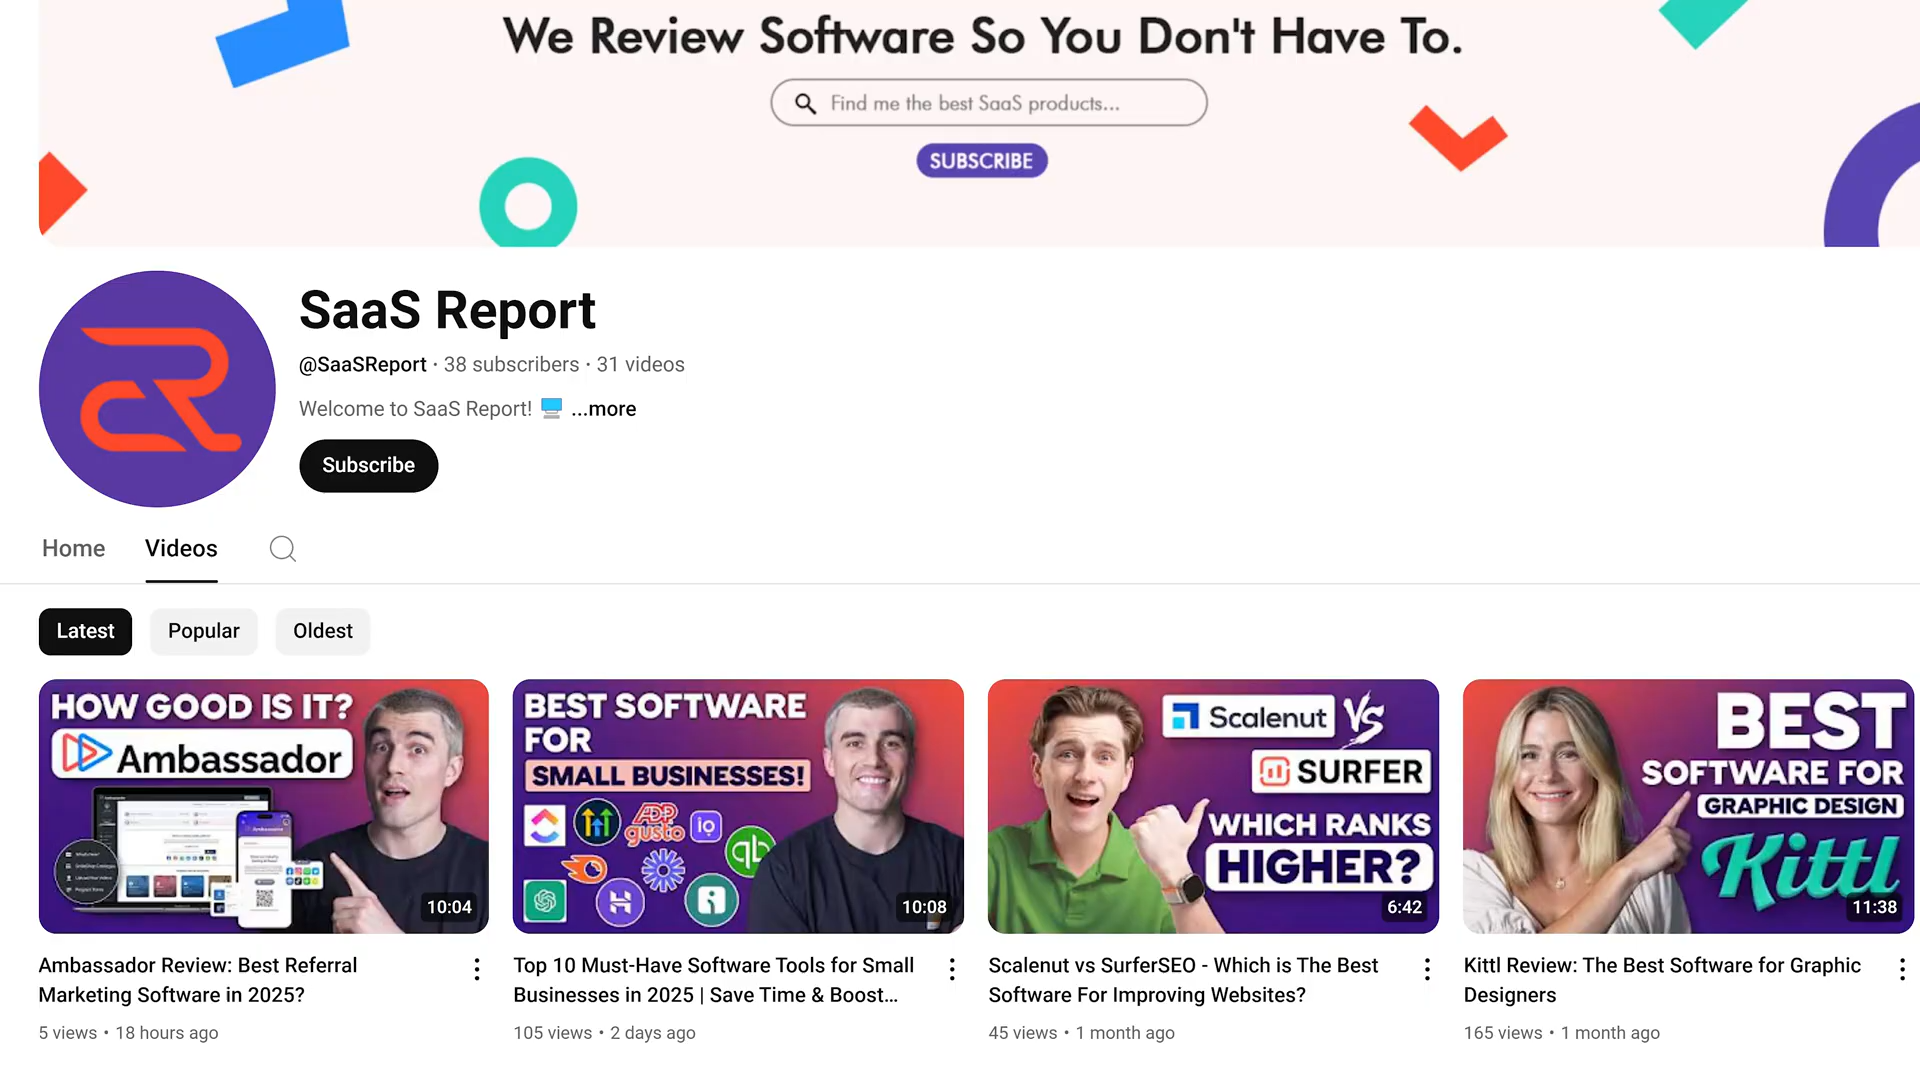 We Review Software So You Don't Have To.
Find me the best SaaS products...
SUBSCRIBE
SaaS Report
@SaaSReport · 38 subscribers · 31 videos
Welcome to SaaS Report! 🖥️ ...more
Subscribe
Home Videos
Latest Popular Oldest
HOW GOOD IS IT?
Ambassador
10:04
BEST SOFTWARE
FOR
SMALL BUSINESSES!
ADP
gusto
io
qb
10:08
Scalenut VS
SURFER
WHICH RANKS
HIGHER?
6:42
BEST
SOFTWARE FOR
GRAPHIC DESIGN
Kittl
11:38
Ambassador Review: Best Referral
Marketing Software in 2025?
5 views • 18 hours ago
Top 10 Must-Have Software Tools for Small
Businesses in 2025 | Save Time & Boost...
105 views • 2 days ago
Scalenut vs SurferSEO - Which is The Best
Software For Improving Websites?
45 views • 1 month ago
Kittl Review: The Best Software for Graphic
Designers
165 views • 1 month ago